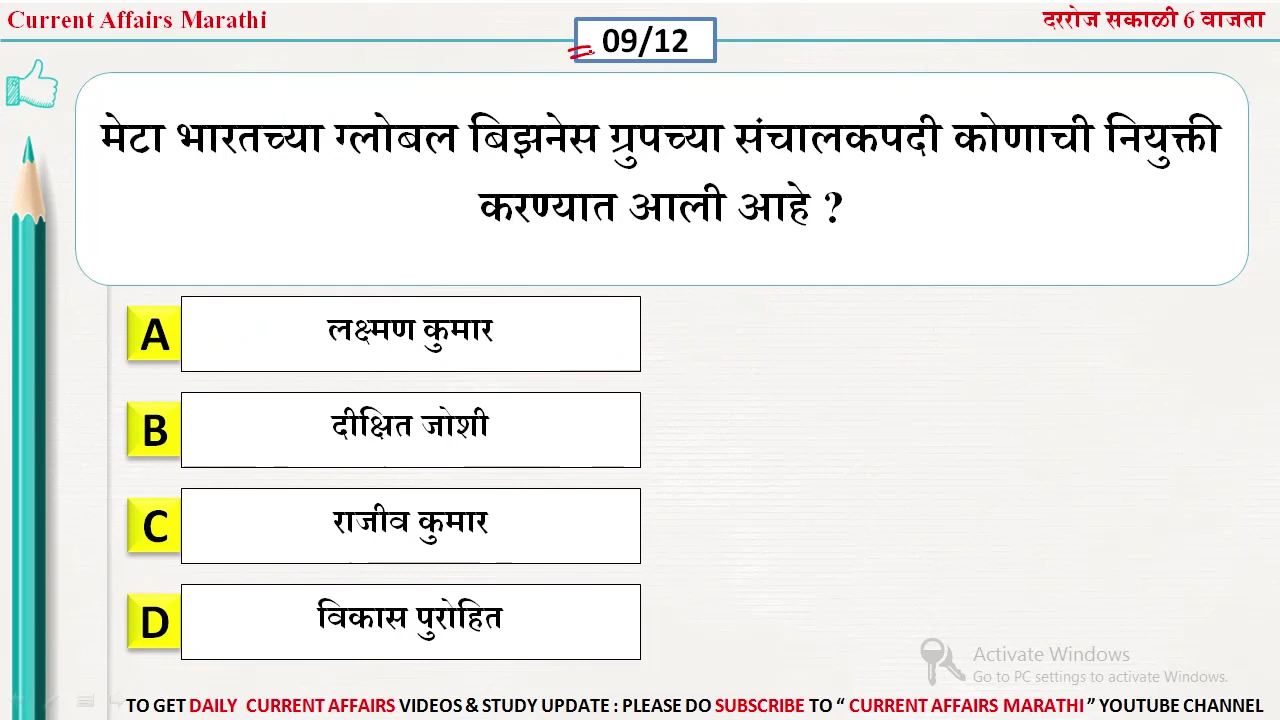 Current Affairs Marathi
दररोज सकाळी 6 वाजता
09/12
मेटा भारतच्या ग्लोबल बिझनेस ग्रुपच्या संचालकपदी कोणाची नियुक्ती
करण्यात आली आहे ?
A लक्ष्मण कुमार
B दीक्षित जोशी
C राजीव कुमार
D विकास पुरोहित
Activate Windows
Go to PC settings to activate Windows.
TO GET DAILY CURRENT AFFAIRS VIDEOS & STUDY UPDATE : PLEASE DO SUBSCRIBE TO “ CURRENT AFFAIRS MARATHI ” YOUTUBE CHANNEL